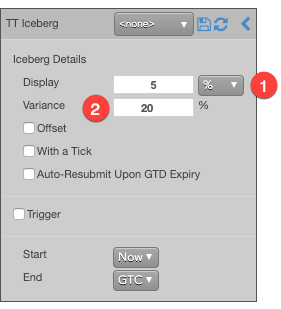 TT Iceberg <none>
Iceberg Details
Display 5 % 1
Variance 2 20 %
Offset
With a Tick
Auto-Resubmit Upon GTD Expiry
Trigger
Start Now
End GTC